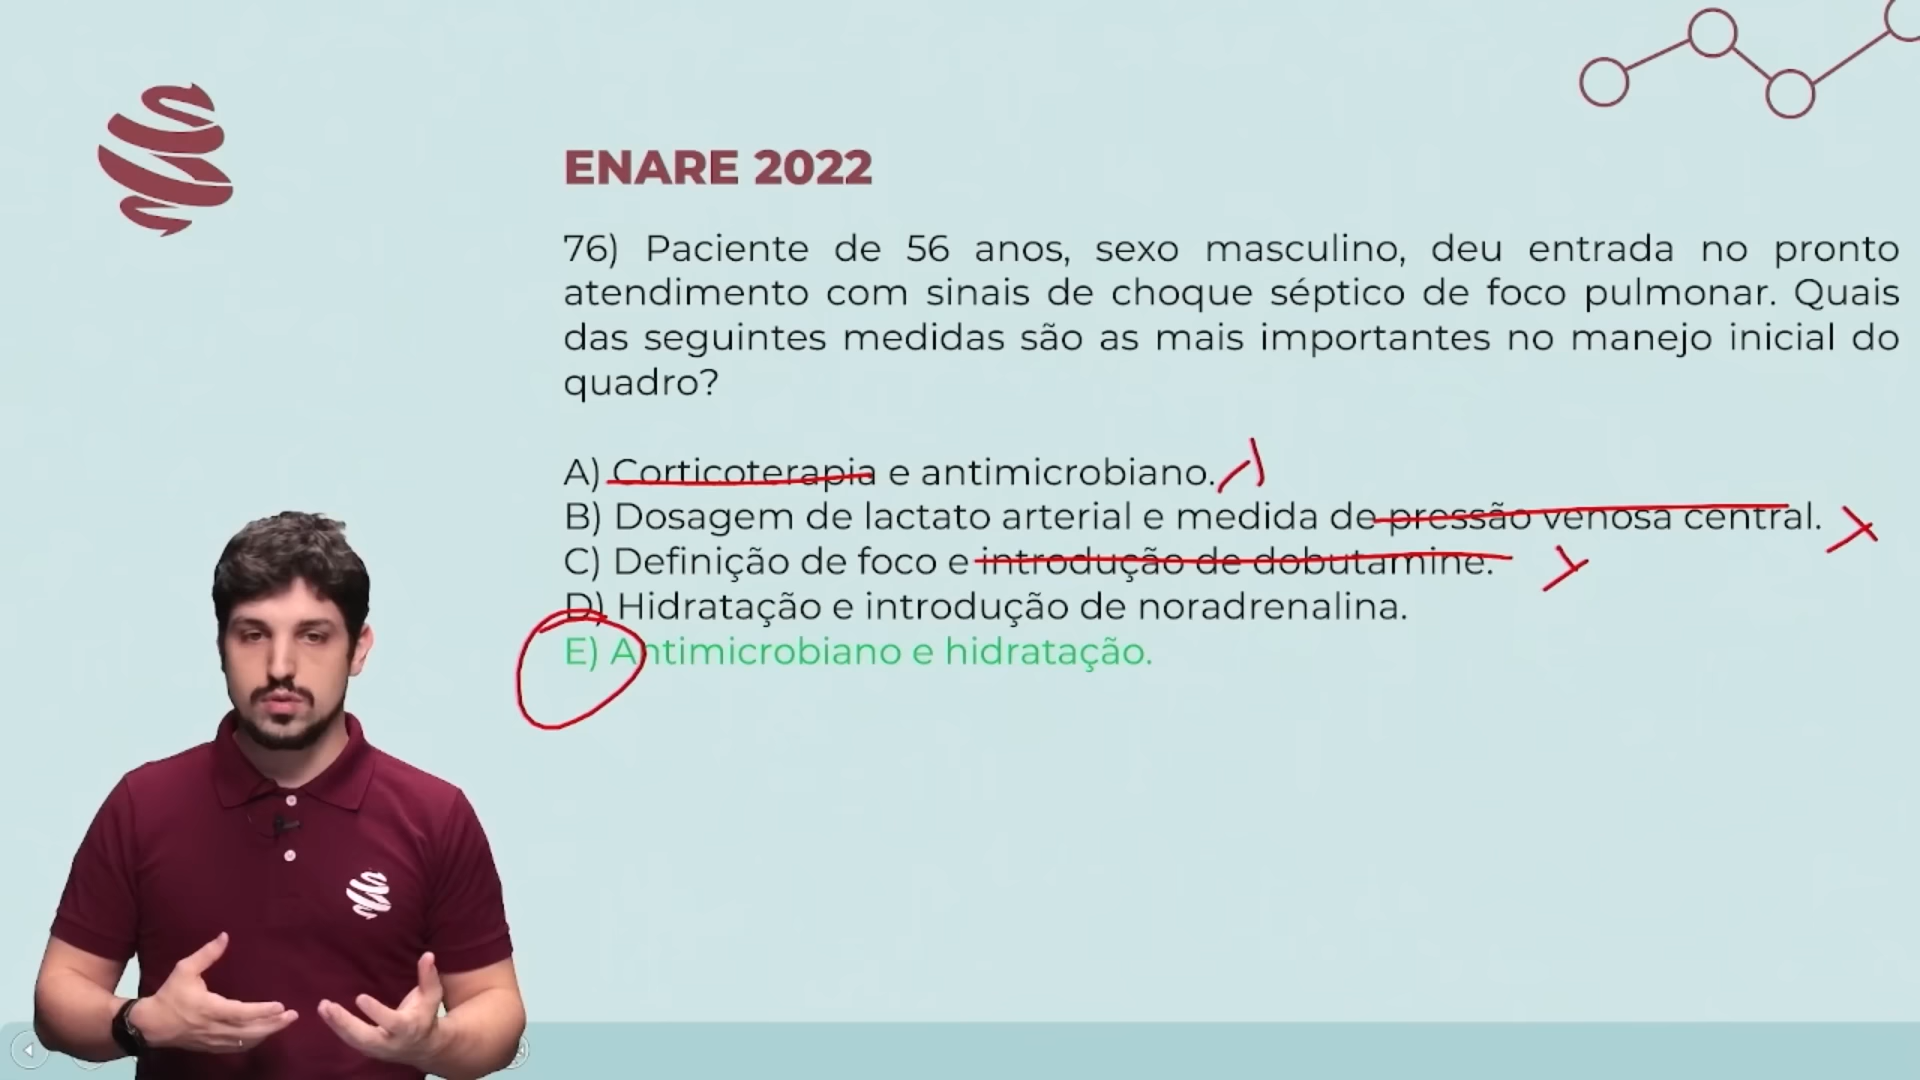 ENARE 2022
76) Paciente de 56 anos, sexo masculino, deu entrada no pronto
atendimento com sinais de choque séptico de foco pulmonar. Quais
das seguintes medidas são as mais importantes no manejo inicial do
quadro?
A) Corticoterapia e antimicrobiano.
B) Dosagem de lactato arterial e medida de pressão venosa central.
C) Definição de foco e introdução de dobutamine.
D) Hidratação e introdução de noradrenalina.
E) Antimicrobiano e hidratação.